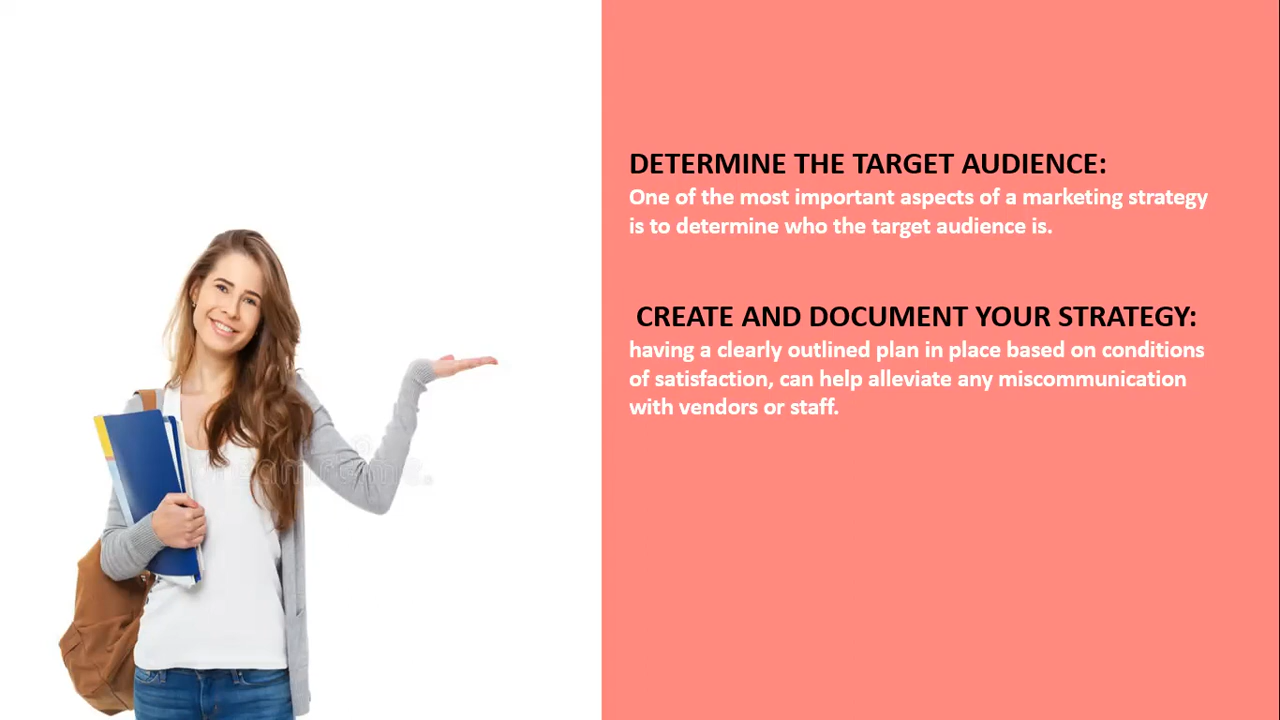 DETERMINE THE TARGET AUDIENCE:
One of the most important aspects of a marketing strategy
is to determine who the target audience is.
CREATE AND DOCUMENT YOUR STRATEGY:
having a clearly outlined plan in place based on conditions
of satisfaction, can help alleviate any miscommunication
with vendors or staff.